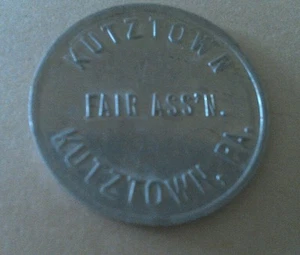 KUTZTOWN
FAIR ASS'N.
KUTZTOWN, PA.